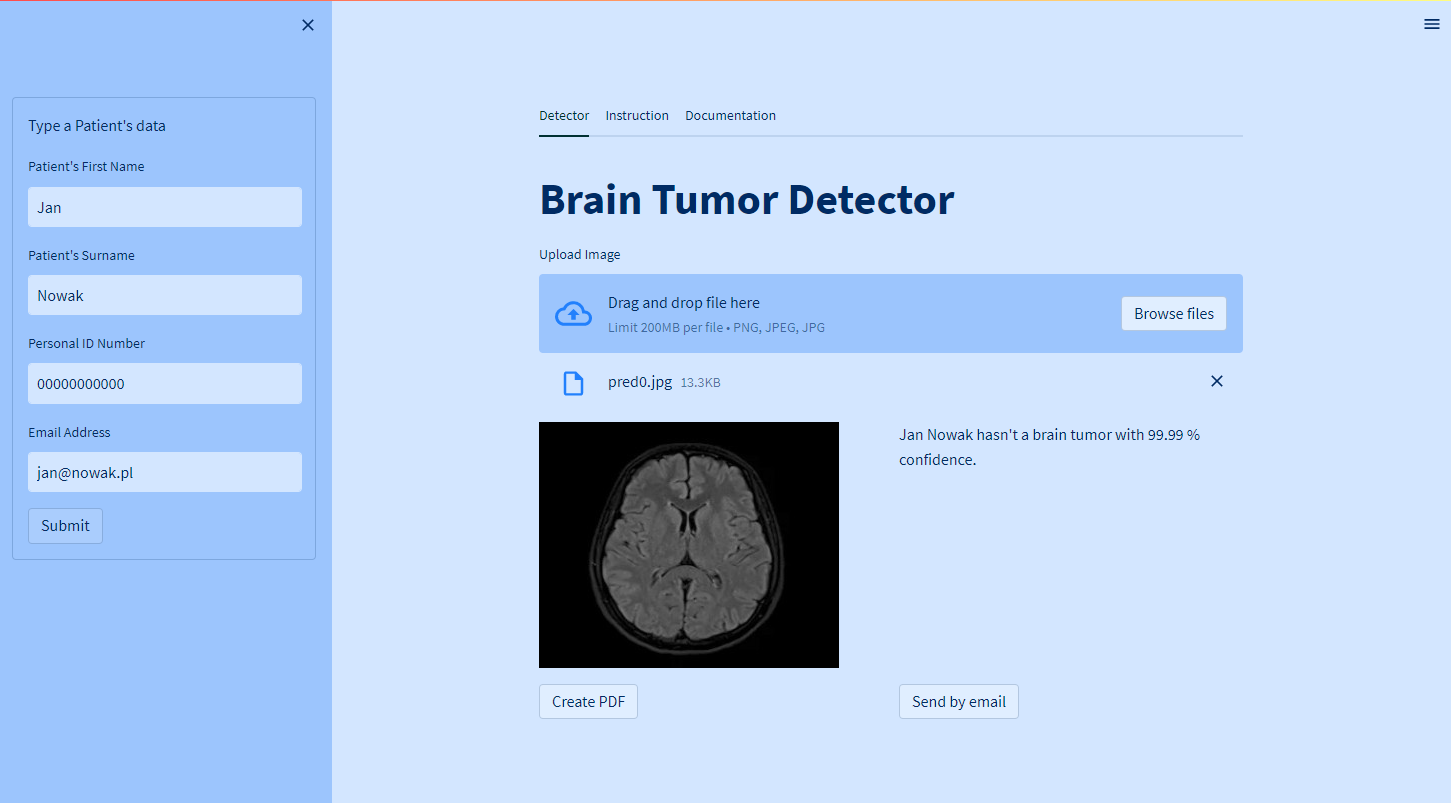 Type a Patient's data
Patient's First Name
Jan
Patient's Surname
Nowak
Personal ID Number
00000000000
Email Address
jan@nowak.pl
Submit
Detector Instruction Documentation
Brain Tumor Detector
Upload Image
Drag and drop file here
Limit 200MB per file • PNG, JPEG, JPG
Browse files
pred0.jpg 13.3KB
Jan Nowak hasn't a brain tumor with 99.99 %
confidence.
Create PDF
Send by email